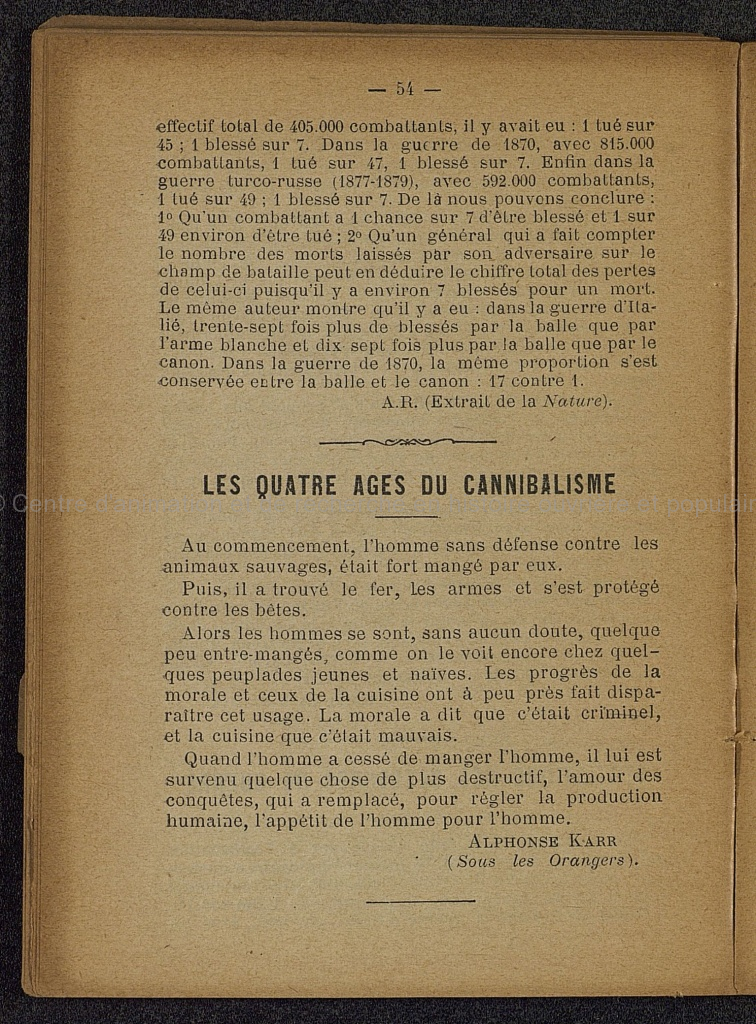 — 54 —
effectif total de 405.000 combattants, il y avait eu : 1 tué sur
45 ; 1 blessé sur 7. Dans la guerre de 1870, avec 815.000
combattants, 1 tué sur 47, 1 blessé sur 7. Enfin dans la
guerre turco-russe (1877-1879), avec 592.000 combattants,
1 tué sur 49 ; 1 blessé sur 7. De là nous pouvons conclure :
1º Qu'un combattant a 1 chance sur 7 d'être blessé et 1 sur
49 environ d'être tué ; 2º Qu'un général qui a fait compter
le nombre des morts laissés par son adversaire sur le
champ de bataille peut en déduire le chiffre total des pertes
de celui-ci puisqu'il y a environ 7 blessés pour un mort.
Le même auteur montre qu'il y a eu : dans la guerre d'Ita-
lié, trente-sept fois plus de blessés par la balle que par
l'arme blanche et dix sept fois plus par la balle que par le
canon. Dans la guerre de 1870, la même proportion s'est
conservée entre la balle et le canon : 17 contre 1.
A.R. (Extrait de la Nature).
LES QUATRE AGES DU CANNIBALISME
© Centre d'animation et populair
Au commencement, l'homme sans défense contre les
animaux sauvages, était fort mangé par eux.
Puis, il a trouvé le fer, les armes et s'est protégé
contre les bêtes.
Alors les hommes se sont, sans aucun doute, quelque
peu entre-mangés, comme on le voit encore chez quel-
ques peuplades jeunes et naïves. Les progrès de la
morale et ceux de la cuisine ont à peu près fait dispa-
raître cet usage. La morale a dit que c'était criminel,
et la cuisine que c'était mauvais.
Quand l'homme a cessé de manger l'homme, il lui est
survenu quelque chose de plus destructif, l'amour des
conquêtes, qui a remplacé, pour régler la production
humaine, l'appétit de l'homme pour l'homme.
ALPHONSE KARR
(Sous les Orangers).